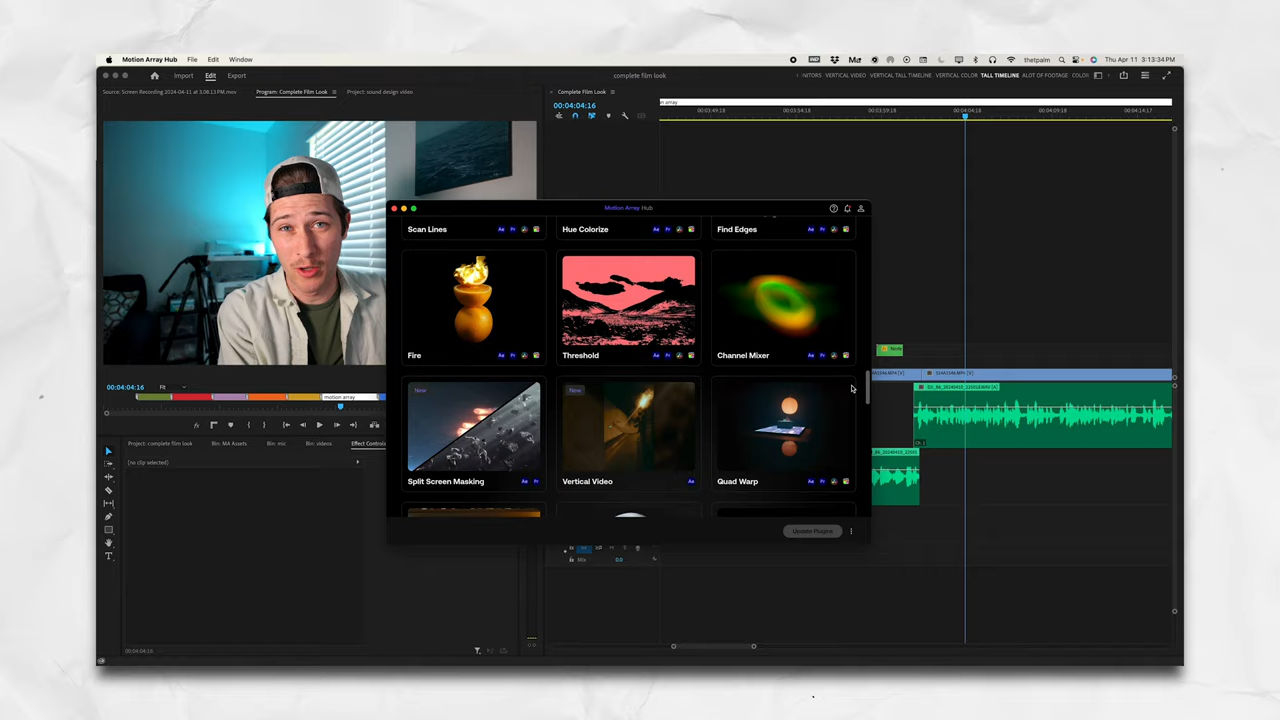 Motion Array Hub File Edit Window
thetpalm Thu Apr 11 3:13:34 PM
Import Edit Export
complete film look
VERTICAL VIDEO VERTICAL TALL TIMELINE VERTICAL COLOR TALL TIMELINE ALOT OF FOOTAGE COLO
Source: Screen Recording 2024-04-11 at 3.08.13 PM.mov Program: Complete Film Look Project: sound design video
Complete Film Look
00:04:04:16
00:03:49:18 00:03:54:18 00:03:59:18 00:04:04:18 00:04:09:18 00:04:14:17
Motion Array Hub
Scan Lines
Hue Colorize
Find Edges
Fire
Threshold
Channel Mixer
New
New
Split Screen Masking
Vertical Video
Quad Warp
Update Plugins
00:04:04:16 Fit
motion array
Project: complete film look Bin: MA Assets Bin: mic Bin: videos Effect Controls
(no clip selected)
Mix 0.0
00:04:04:16